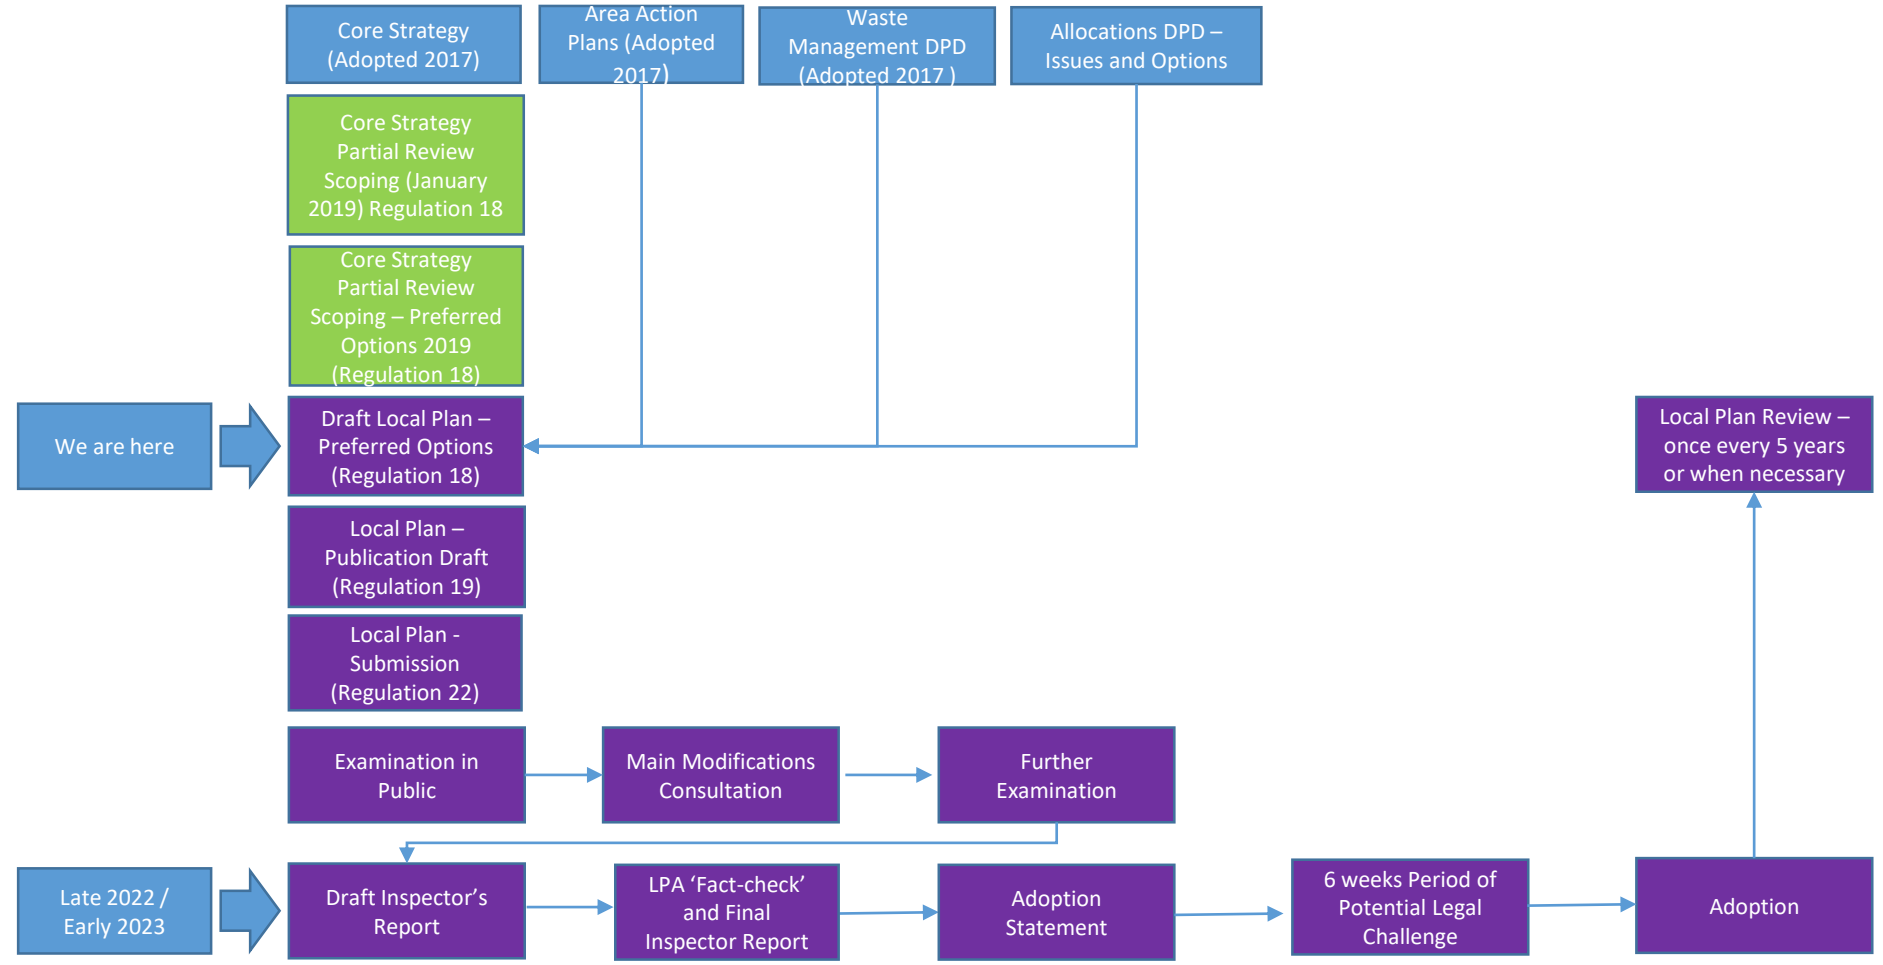 Core Strategy
(Adopted 2017)
Area Action
Plans (Adopted
2017)
Waste
Management DPD
(Adopted 2017 )
Allocations DPD –
Issues and Options
Core Strategy
Partial Review
Scoping (January
2019) Regulation 18
Core Strategy
Partial Review
Scoping – Preferred
Options 2019
(Regulation 18)
We are here
Draft Local Plan –
Preferred Options
(Regulation 18)
Local Plan Review –
once every 5 years
or when necessary
Local Plan –
Publication Draft
(Regulation 19)
Local Plan -
Submission
(Regulation 22)
Examination in
Public
Main Modifications
Consultation
Further
Examination
Late 2022 /
Early 2023
Draft Inspector’s
Report
LPA ‘Fact-check’
and Final
Inspector Report
Adoption
Statement
6 weeks Period of
Potential Legal
Challenge
Adoption